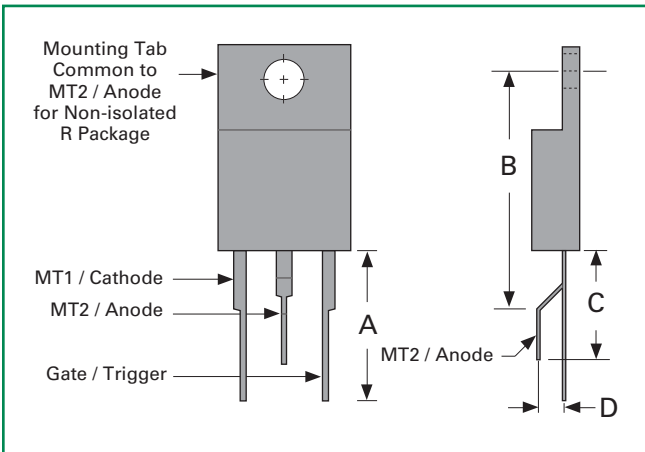 Mounting Tab
Common to
MT2 / Anode
for Non-isolated
R Package
MT1 / Cathode
MT2 / Anode
Gate / Trigger
A
B
C
MT2 / Anode
D